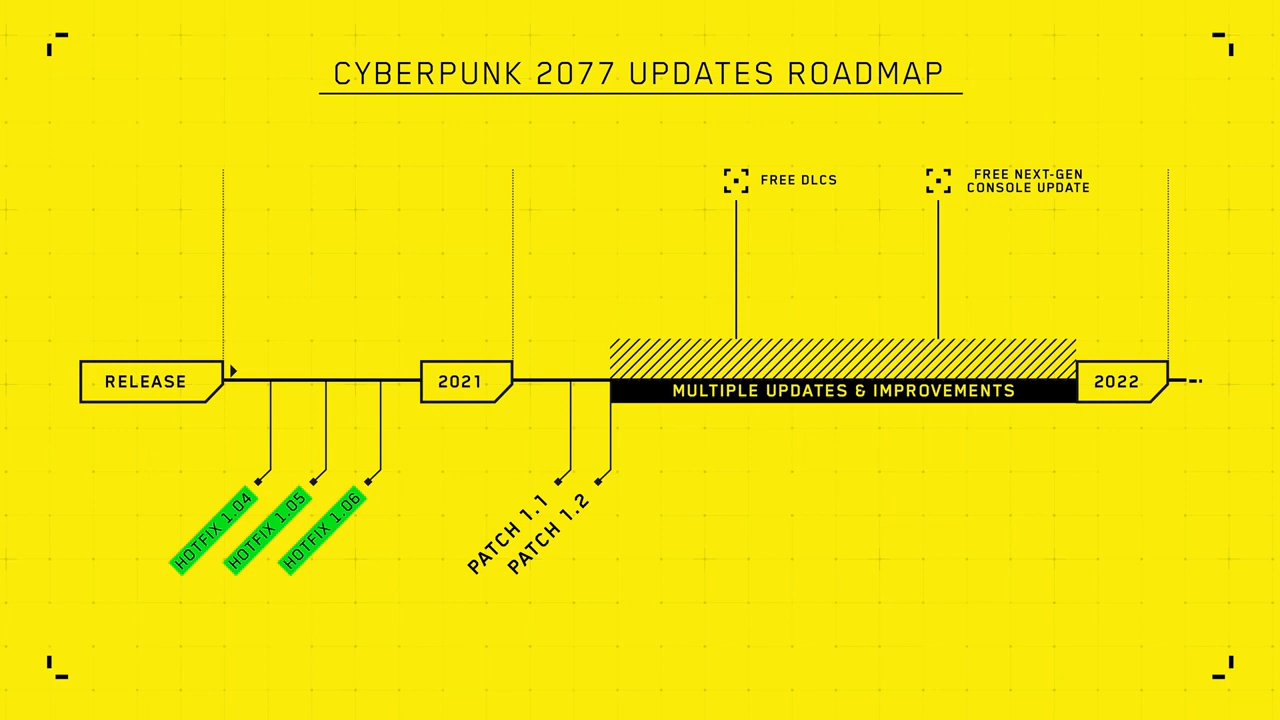 CYBERPUNK 2077 UPDATES ROADMAP
FREE DLCS
FREE NEXT-GEN
CONSOLE UPDATE
RELEASE
2021
MULTIPLE UPDATES & IMPROVEMENTS
2022
HOTFIX 1.04
HOTFIX 1.05
HOTFIX 1.06
PATCH 1.1
PATCH 1.2